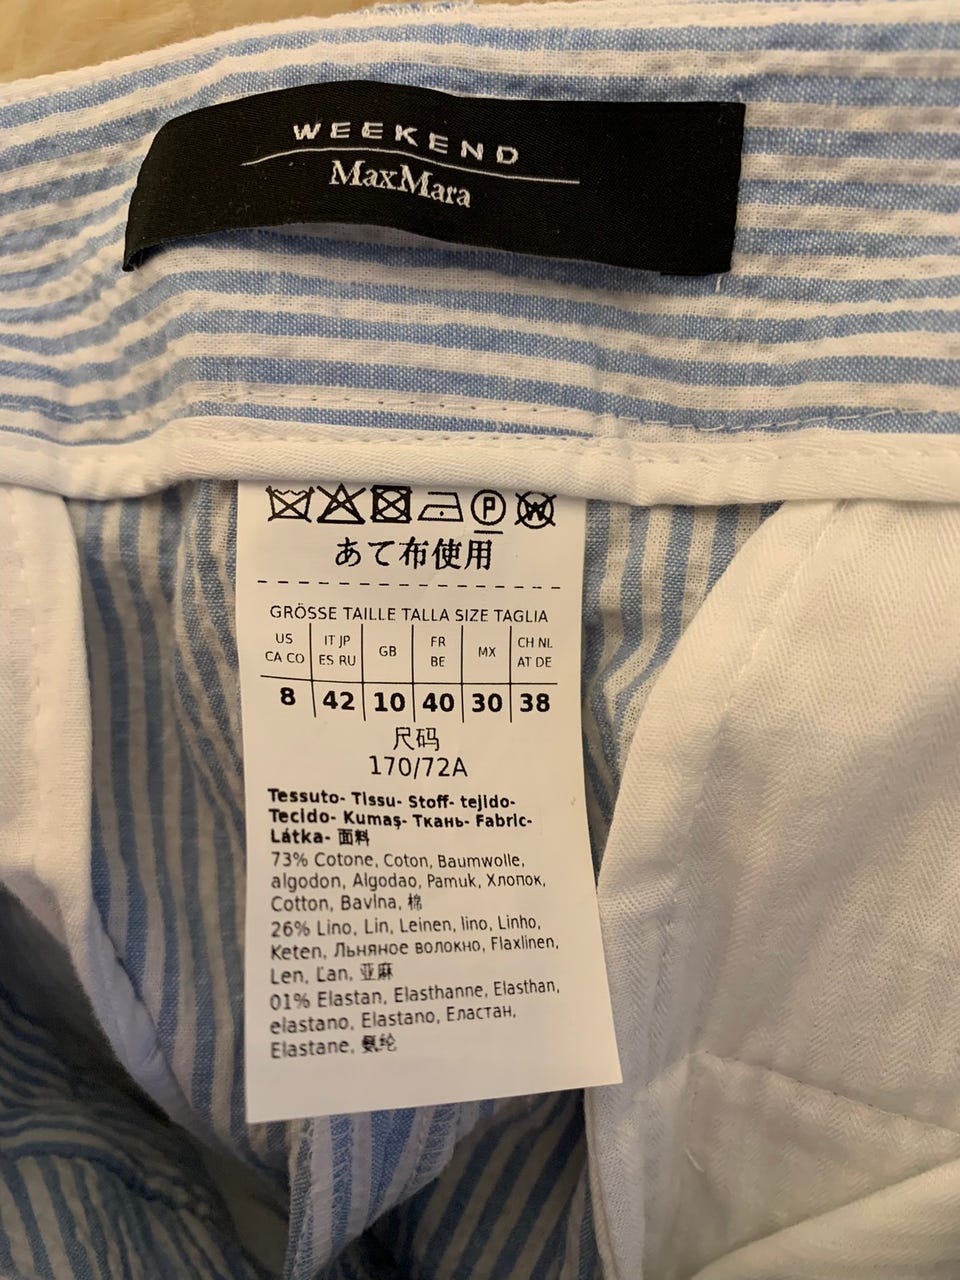 WEEKEND
MaxMara
P W
あて布使用
GRÖSSE TAILLE TALLA SIZE TAGLIA
US CA CO IT JP ES RU GB FR BE MX CH NL AT DE
8 42 10 40 30 38
尺码
170/72A
Tessuto- Tissu- Stoff- tejido-
Tecido- Kumaş- Ткань- Fabric-
Látka- 面料
73% Cotone, Coton, Baumwolle,
algodon, Algodao, Pamuk, Хлопок,
Cotton, Bavlna, 棉
26% Lino, Lin, Leinen, lino, Linho,
Keten, Льняное волокно, Flaxlinen,
Len, Ľan, 亚麻
01% Elastan, Elasthanne, Elasthan,
elastano, Elastano, Еластан,
Elastane, 氨纶